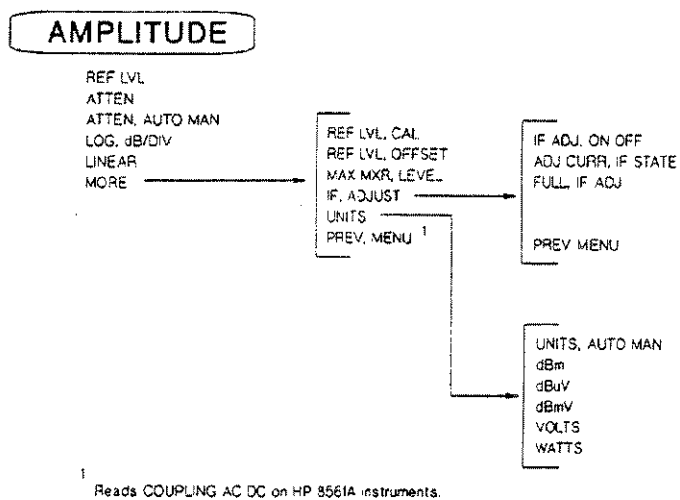 AMPLITUDE
REF LVL
ATTEN
ATTEN, AUTO MAN
LOG, dB/DIV
LINEAR
MORE
REF LVL, CAL
REF LVL, OFFSET
MAX MXR, LEVEL
IF, ADJUST
UNITS
PREV, MENU 1
IF ADJ, ON OFF
ADJ CURR, IF STATE
FULL, IF ADJ
PREV MENU
UNITS, AUTO MAN
dBm
dBuV
dBmV
VOLTS
WATTS
1
Reads COUPLING AC DC on HP 8561A instruments.